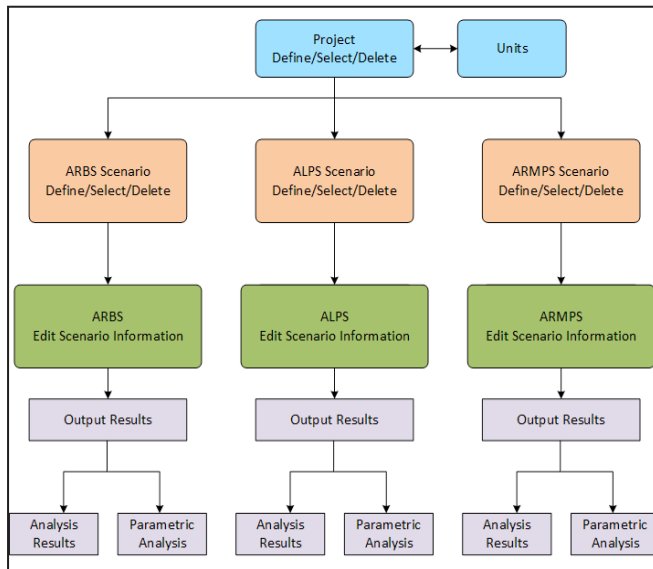 Project
Define/Select/Delete
Units
ARBS Scenario
Define/Select/Delete
ALPS Scenario
Define/Select/Delete
ARMPS Scenario
Define/Select/Delete
ARBS
Edit Scenario Information
ALPS
Edit Scenario Information
ARMPS
Edit Scenario Information
Output Results
Output Results
Output Results
Analysis
Results
Parametric
Analysis
Analysis
Results
Parametric
Analysis
Analysis
Results
Parametric
Analysis